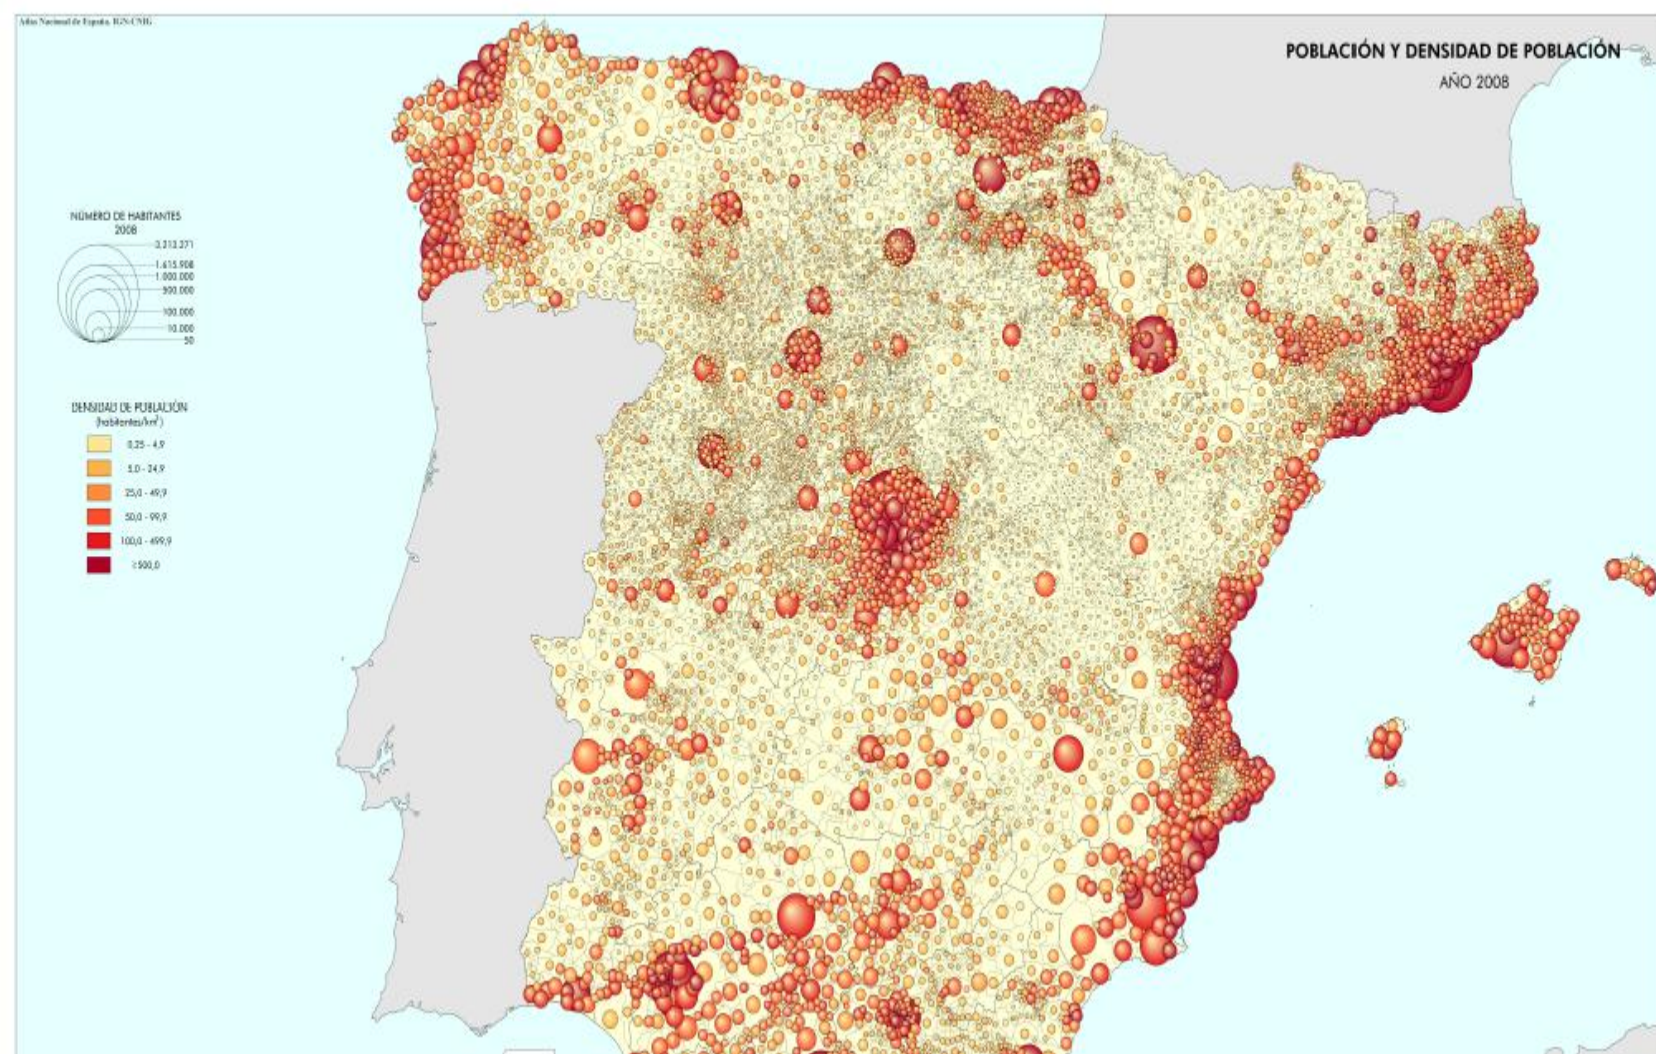 Atlas Nacional de España. IGN-CNIG
POBLACIÓN Y DENSIDAD DE POBLACIÓN
AÑO 2008
NÚMERO DE HABITANTES
2008
3.213.271
1.615.908
1.000.000
500.000
100.000
10.000
50
DENSIDAD DE POBLACIÓN
(habitantes/km²)
0,25 - 4,9
5,0 - 24,9
25,0 - 49,9
50,0 - 99,9
100,0 - 499,9
≥500,0